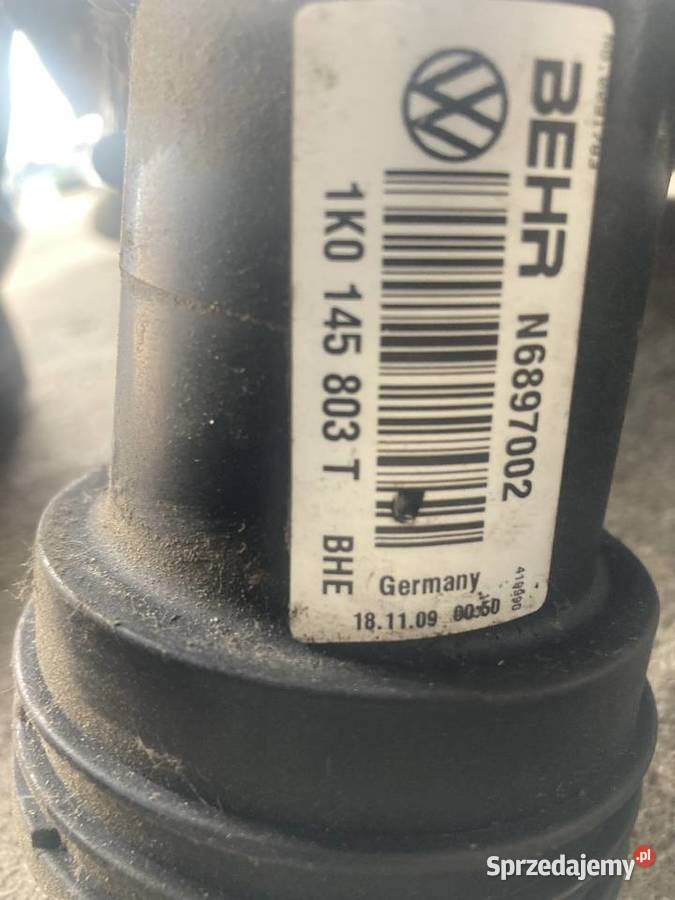 BEHR N6897002
1K0 145 803 T BHE
Germany
18.11.09 00:50
Sprzedajemy.pl